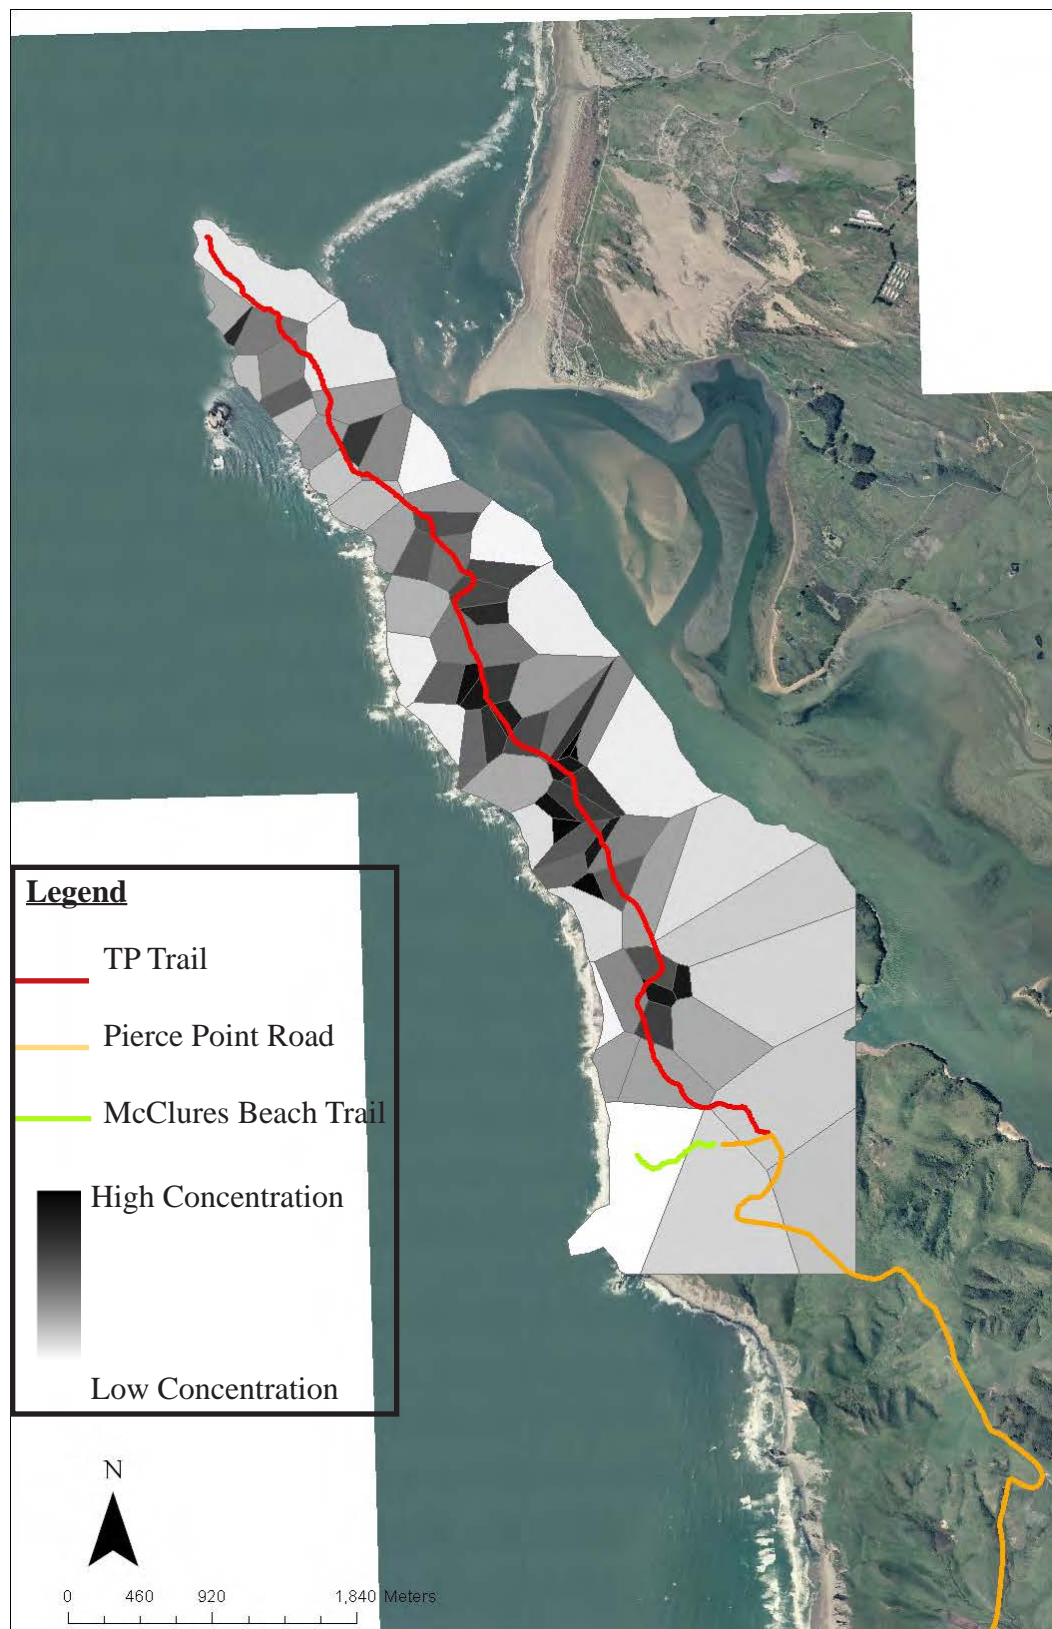 Legend
TP Trail
Pierce Point Road
McClures Beach Trail
High Concentration
Low Concentration
N
0 460 920 1,840 Meters